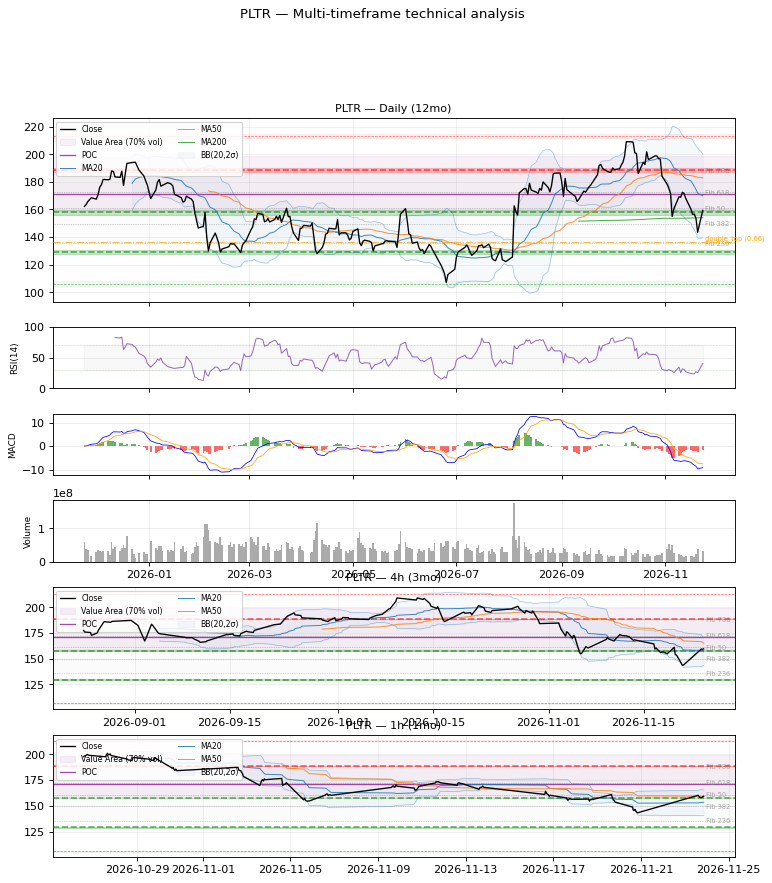 PLTR — Multi-timeframe technical analysis
PLTR — Daily (12mo)
Close
Value Area (70% vol)
POC
MA20
MA50
MA200
BB(20,2σ)
220
200
180
160
140
120
100
Fib 618
Fib 50
Fib 382
double_top (0.66)
Fib 236
RSI(14)
100
50
0
MACD
10
0
−10
1e8
Volume
1
0
2026-01
2026-03
2026-05
2026-07
2026-09
2026-11
PLTR — 4h (3mo)
Close
Value Area (70% vol)
POC
MA20
MA50
BB(20,2σ)
200
175
150
125
Fib 618
Fib 50
Fib 382
Fib 236
2026-09-01
2026-09-15
2026-10-01
2026-10-15
2026-11-01
2026-11-15
PLTR — 1h (1mo)
Close
Value Area (70% vol)
POC
MA20
MA50
BB(20,2σ)
200
175
150
125
Fib 618
Fib 50
Fib 382
Fib 236
2026-10-29
2026-11-01
2026-11-05
2026-11-09
2026-11-13
2026-11-17
2026-11-21
2026-11-25